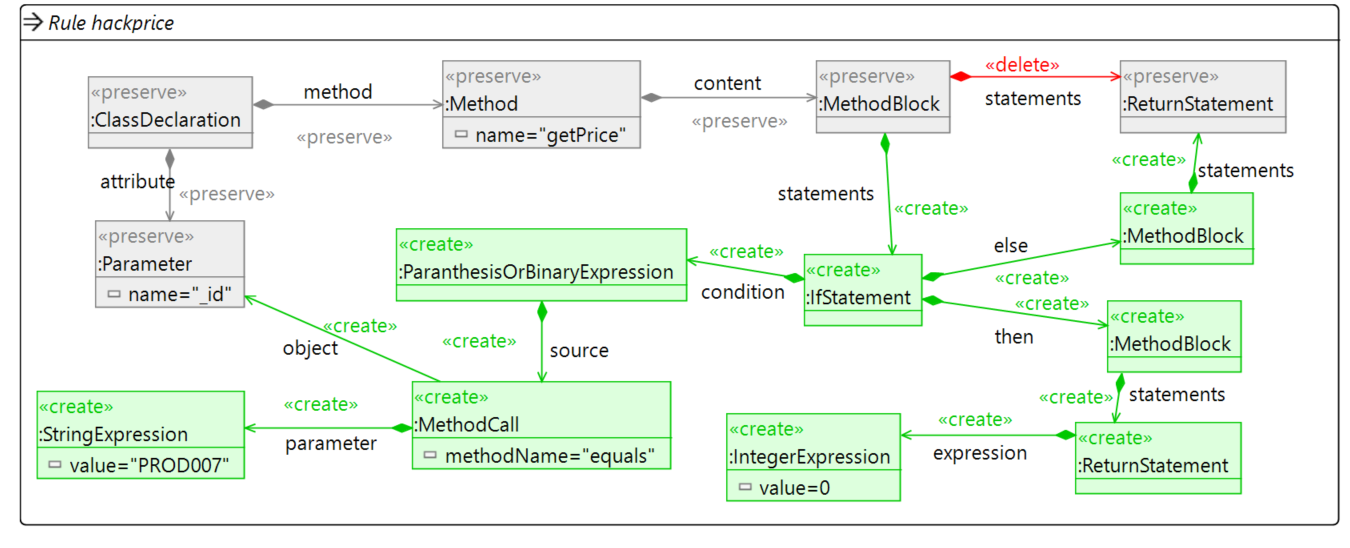 Rule hackprice
«preserve»
:ClassDeclaration
method
«preserve»
«preserve»
:Method
name="getPrice"
content
«preserve»
«preserve»
:MethodBlock
«delete»
statements
«preserve»
:ReturnStatement
attribute
«preserve»
statements
«create»
«create»
statements
«preserve»
:Parameter
name="_id"
«create»
:ParanthesisOrBinaryExpression
«create»
condition
«create»
:IfStatement
else
«create»
«create»
:MethodBlock
«create»
then
«create»
:MethodBlock
«create»
object
«create»
source
«create»
statements
«create»
:StringExpression
value="PROD007"
«create»
parameter
«create»
:MethodCall
methodName="equals"
«create»
:IntegerExpression
value=0
«create»
expression
«create»
:ReturnStatement